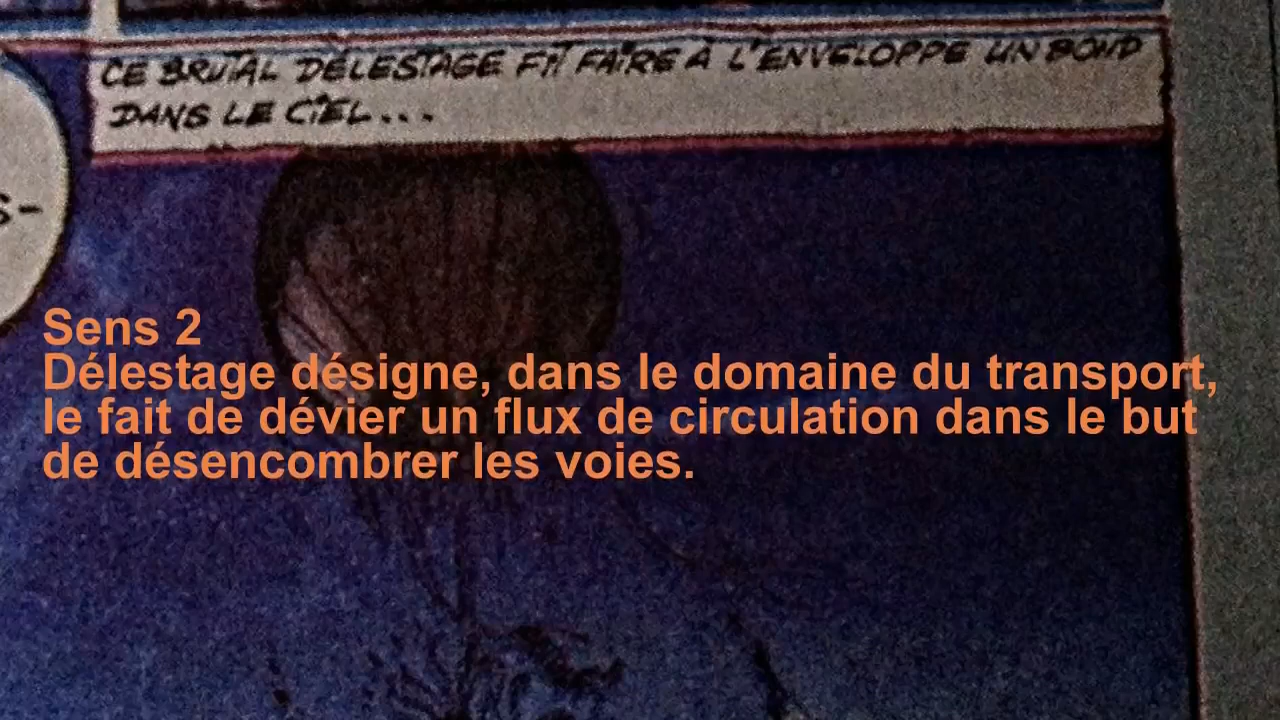 CE BRUTAL DÉLESTAGE FIT FAIRE À L'ENVELOPPE UN BOND
DANS LE CIEL...
S-
Sens 2
Délestage désigne, dans le domaine du transport,
le fait de dévier un flux de circulation dans le but
de désencombrer les voies.